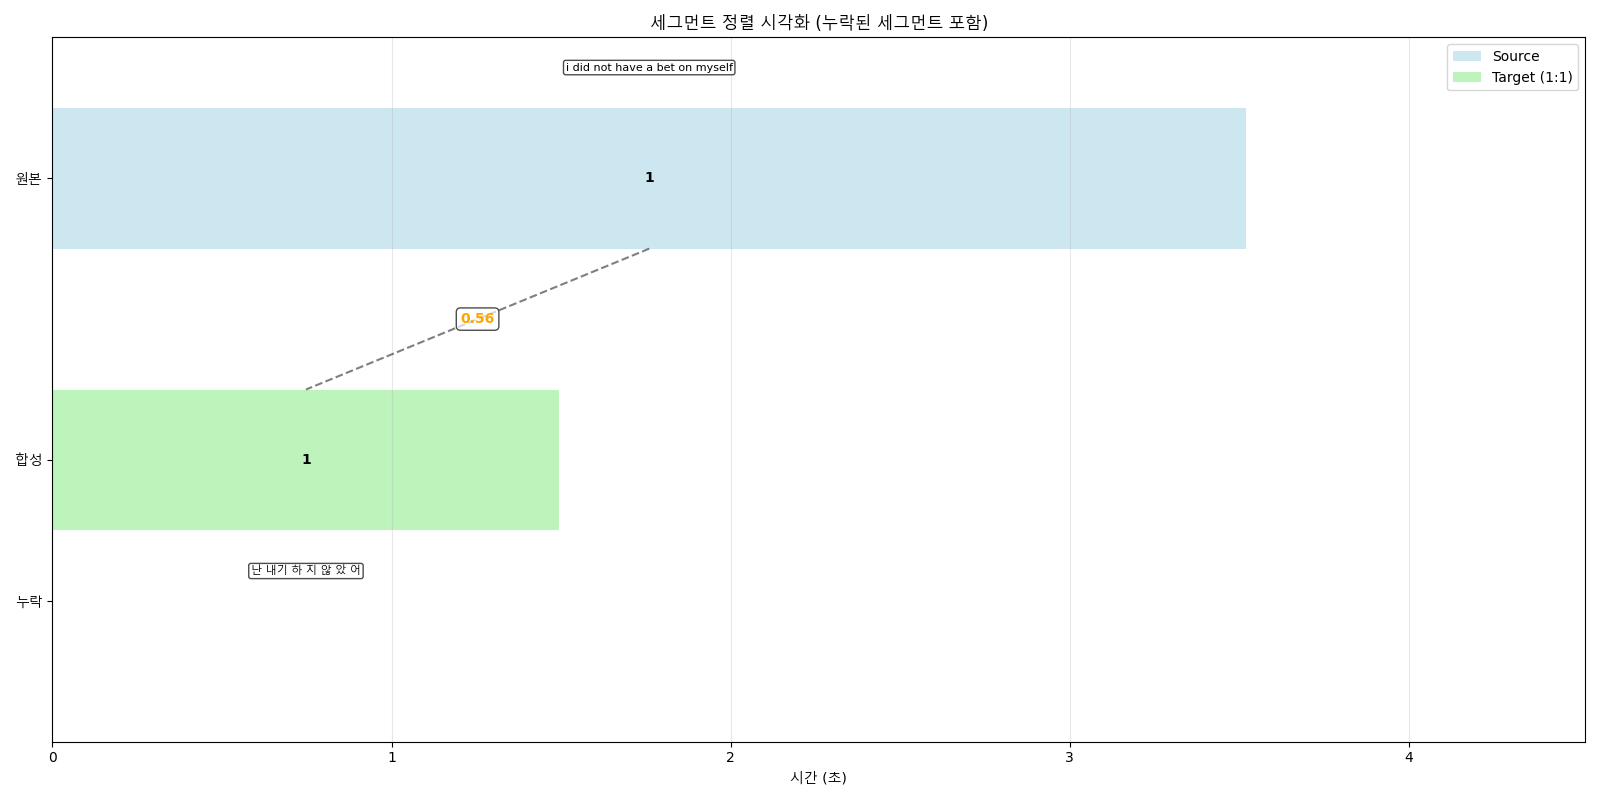 세그먼트 정렬 시각화 (누락된 세그먼트 포함)
i did not have a bet on myself
Source
Target (1:1)
원본
1
0.56
합성
1
난 내기 하 지 않 았 어
누락
0 1 2 3 4
시간 (초)